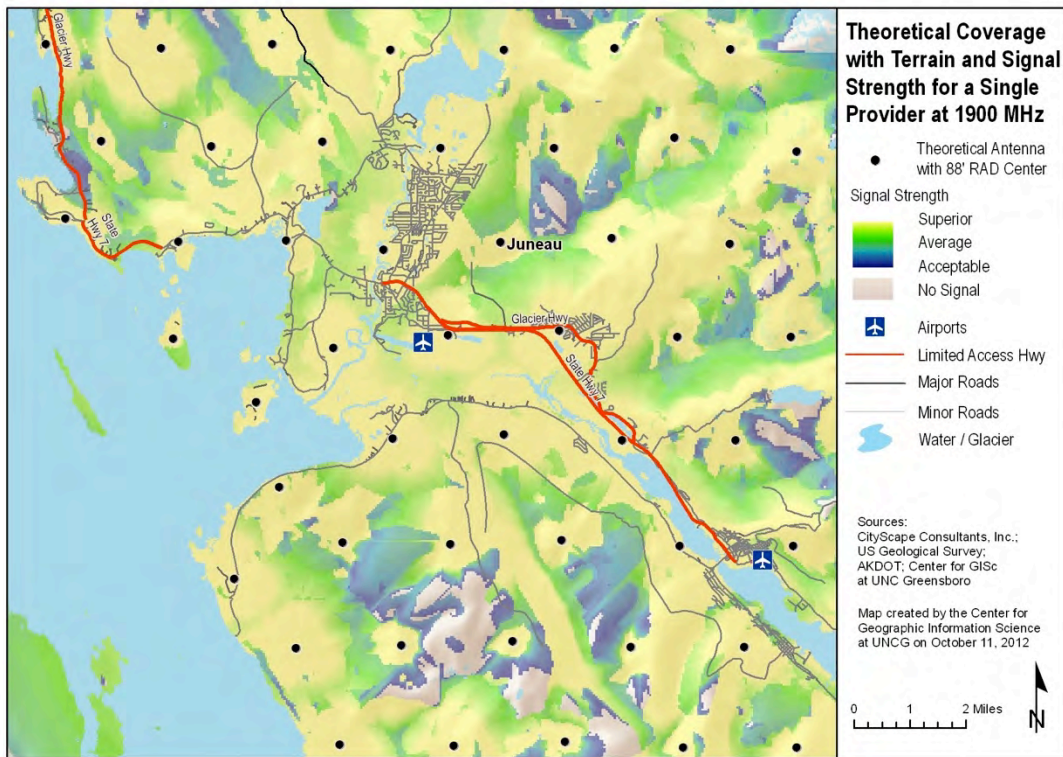 Theoretical Coverage
with Terrain and Signal
Strength for a Single
Provider at 1900 MHz
Theoretical Antenna
with 88' RAD Center
Signal Strength
Superior
Average
Acceptable
No Signal
Airports
Limited Access Hwy
Major Roads
Minor Roads
Water / Glacier
Sources:
CityScape Consultants, Inc.;
US Geological Survey;
AKDOT; Center for GISc
at UNC Greensboro
Map created by the Center for
Geographic Information Science
at UNCG on October 11, 2012
0 1 2 Miles
N
Glacier Hwy
State
Hwy 7
Juneau
Glacier Hwy
State Hwy 7